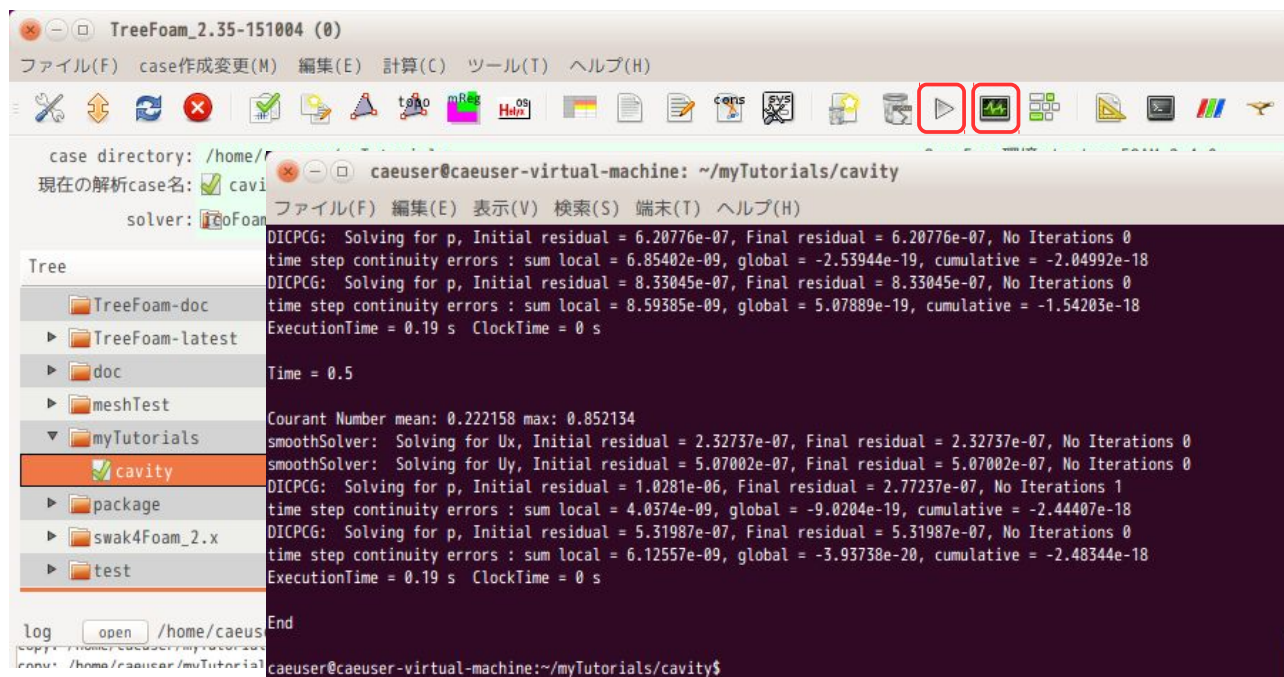 TreeFoam_2.35-151004 (0)
ファイル(F) case作成変更(M) 編集(E) 計算(C) ツール(T) ヘルプ(H)
topo mReg Helyx OS cons sys
case directory: /home/
現在の解析case名: cavi
solver: icoFoam
Tree
TreeFoam-doc
TreeFoam-latest
doc
meshTest
myTutorials
cavity
package
swak4Foam_2.x
test
log open /home/caeus
copy: /home/caeuser/myTutorial
caeuser@caeuser-virtual-machine: ~/myTutorials/cavity
ファイル(F) 編集(E) 表示(V) 検索(S) 端末(T) ヘルプ(H)
DICPCG: Solving for p, Initial residual = 6.20776e-07, Final residual = 6.20776e-07, No Iterations 0
time step continuity errors : sum local = 6.85402e-09, global = -2.53944e-19, cumulative = -2.04992e-18
DICPCG: Solving for p, Initial residual = 8.33045e-07, Final residual = 8.33045e-07, No Iterations 0
time step continuity errors : sum local = 8.59385e-09, global = 5.07889e-19, cumulative = -1.54203e-18
ExecutionTime = 0.19 s ClockTime = 0 s
Time = 0.5
Courant Number mean: 0.222158 max: 0.852134
smoothSolver: Solving for Ux, Initial residual = 2.32737e-07, Final residual = 2.32737e-07, No Iterations 0
smoothSolver: Solving for Uy, Initial residual = 5.07002e-07, Final residual = 5.07002e-07, No Iterations 0
DICPCG: Solving for p, Initial residual = 1.0281e-06, Final residual = 2.77237e-07, No Iterations 1
time step continuity errors : sum local = 4.0374e-09, global = -9.0204e-19, cumulative = -2.44407e-18
DICPCG: Solving for p, Initial residual = 5.31987e-07, Final residual = 5.31987e-07, No Iterations 0
time step continuity errors : sum local = 6.12557e-09, global = -3.93738e-20, cumulative = -2.48344e-18
ExecutionTime = 0.19 s ClockTime = 0 s
End
caeuser@caeuser-virtual-machine:~/myTutorials/cavity$